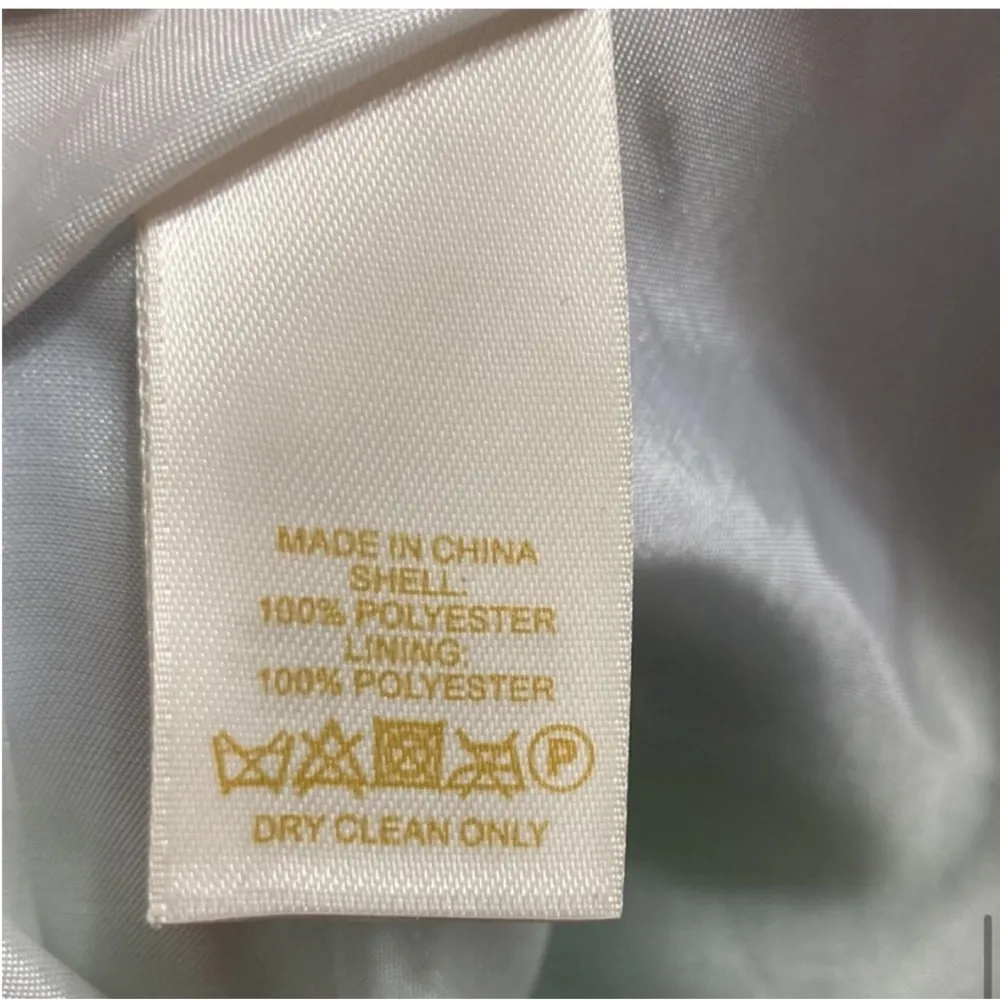 MADE IN CHINA
SHELL:
100% POLYESTER
LINING:
100% POLYESTER
P
DRY CLEAN ONLY